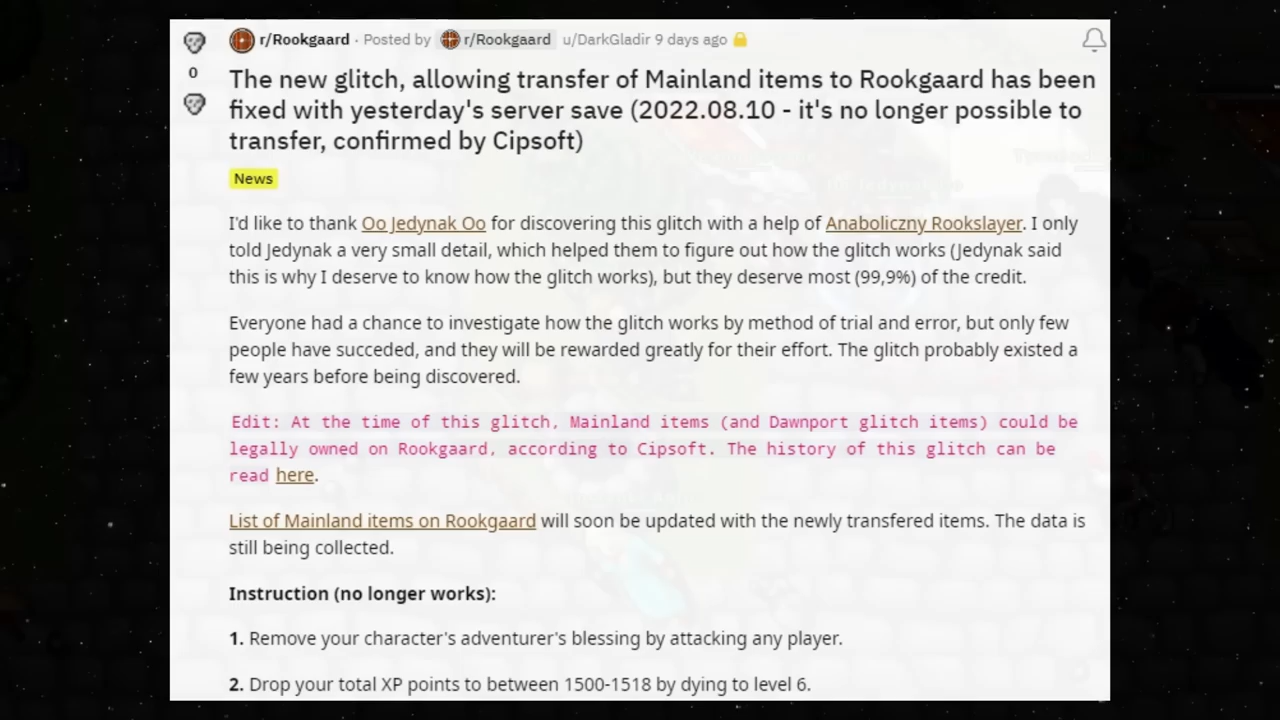 r/Rookgaard · Posted by r/Rookgaard u/DarkGladir 9 days ago
0
The new glitch, allowing transfer of Mainland items to Rookgaard has been
fixed with yesterday's server save (2022.08.10 - it's no longer possible to
transfer, confirmed by Cipsoft)
News
I'd like to thank Oo Jedynak Oo for discovering this glitch with a help of Anaboliczny Rookslayer. I only
told Jedynak a very small detail, which helped them to figure out how the glitch works (Jedynak said
this is why I deserve to know how the glitch works), but they deserve most (99,9%) of the credit.
Everyone had a chance to investigate how the glitch works by method of trial and error, but only few
people have succeded, and they will be rewarded greatly for their effort. The glitch probably existed a
few years before being discovered.
Edit: At the time of this glitch, Mainland items (and Dawnport glitch items) could be
legally owned on Rookgaard, according to Cipsoft. The history of this glitch can be
read here.
List of Mainland items on Rookgaard will soon be updated with the newly transfered items. The data is
still being collected.
Instruction (no longer works):
1. Remove your character's adventurer's blessing by attacking any player.
2. Drop your total XP points to between 1500-1518 by dying to level 6.